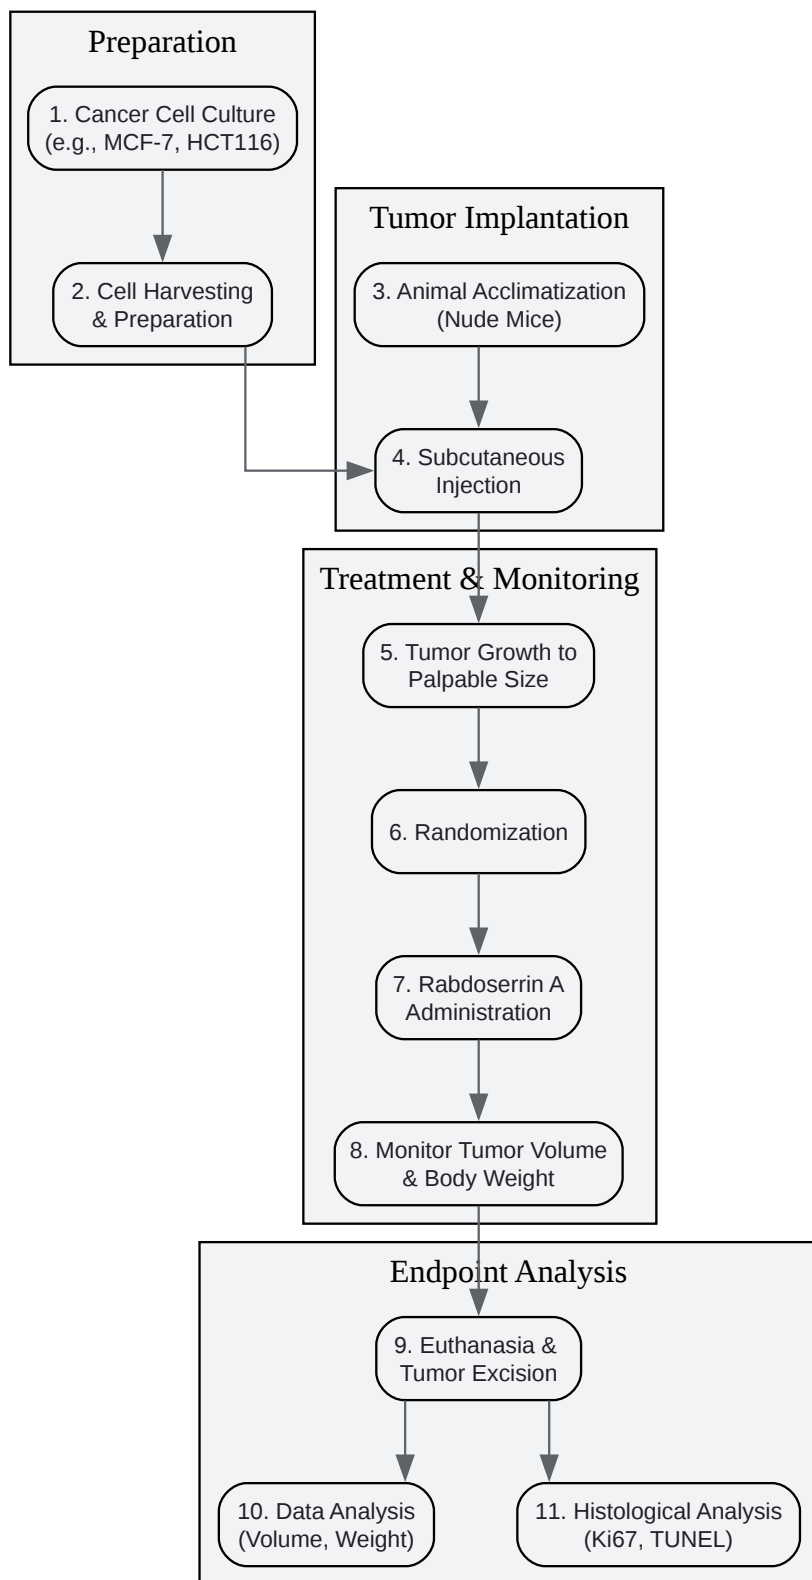 Preparation
1. Cancer Cell Culture
(e.g., MCF-7, HCT116)
2. Cell Harvesting
& Preparation
Tumor Implantation
3. Animal Acclimatization
(Nude Mice)
4. Subcutaneous
Injection
Treatment & Monitoring
5. Tumor Growth to
Palpable Size
6. Randomization
7. Rabdoserrin A
Administration
8. Monitor Tumor Volume
& Body Weight
Endpoint Analysis
9. Euthanasia &
Tumor Excision
10. Data Analysis
(Volume, Weight)
11. Histological Analysis
(Ki67, TUNEL)